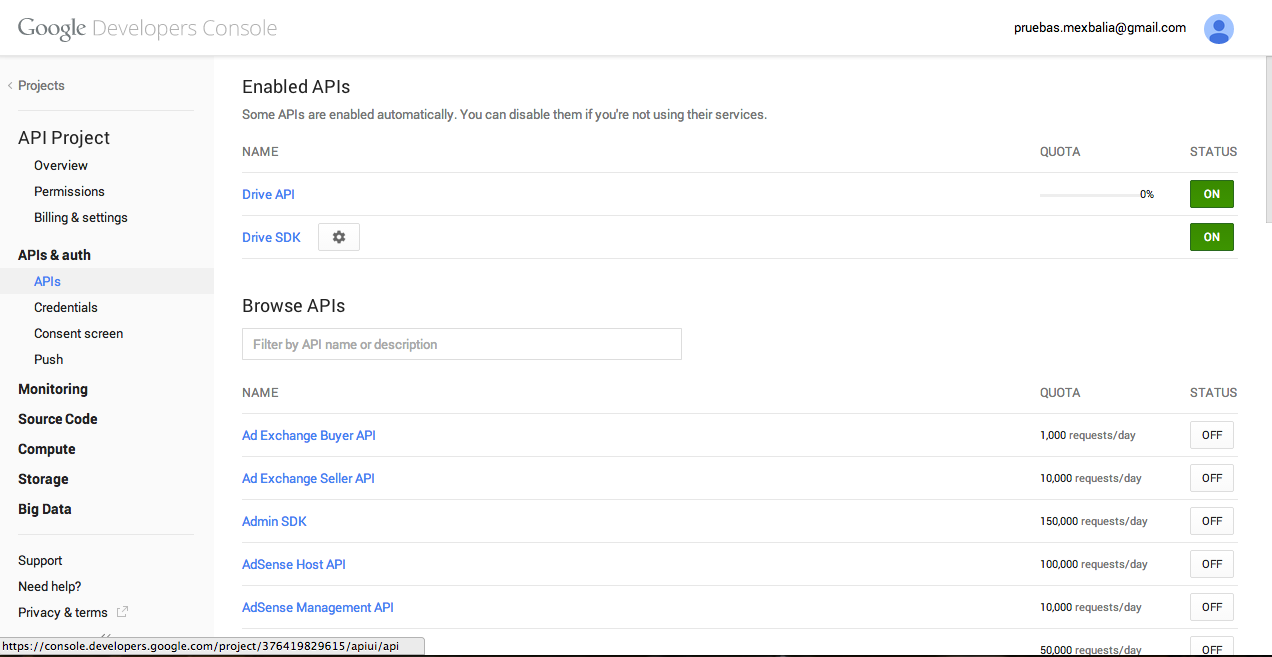 Google Developers Console
pruebas.mexbalia@gmail.com
Projects
API Project
Overview
Permissions
Billing & settings
APIs & auth
APIs
Credentials
Consent screen
Push
Monitoring
Source Code
Compute
Storage
Big Data
Support
Need help?
Privacy & terms
https://console.developers.google.com/project/376419829615/apiui/api
Enabled APIs
Some APIs are enabled automatically. You can disable them if you're not using their services.
NAME QUOTA STATUS
Drive API 0% ON
Drive SDK ON
Browse APIs
Filter by API name or description
NAME QUOTA STATUS
Ad Exchange Buyer API 1,000 requests/day OFF
Ad Exchange Seller API 10,000 requests/day OFF
Admin SDK 150,000 requests/day OFF
AdSense Host API 100,000 requests/day OFF
AdSense Management API 10,000 requests/day OFF
50,000 requests/day OFF